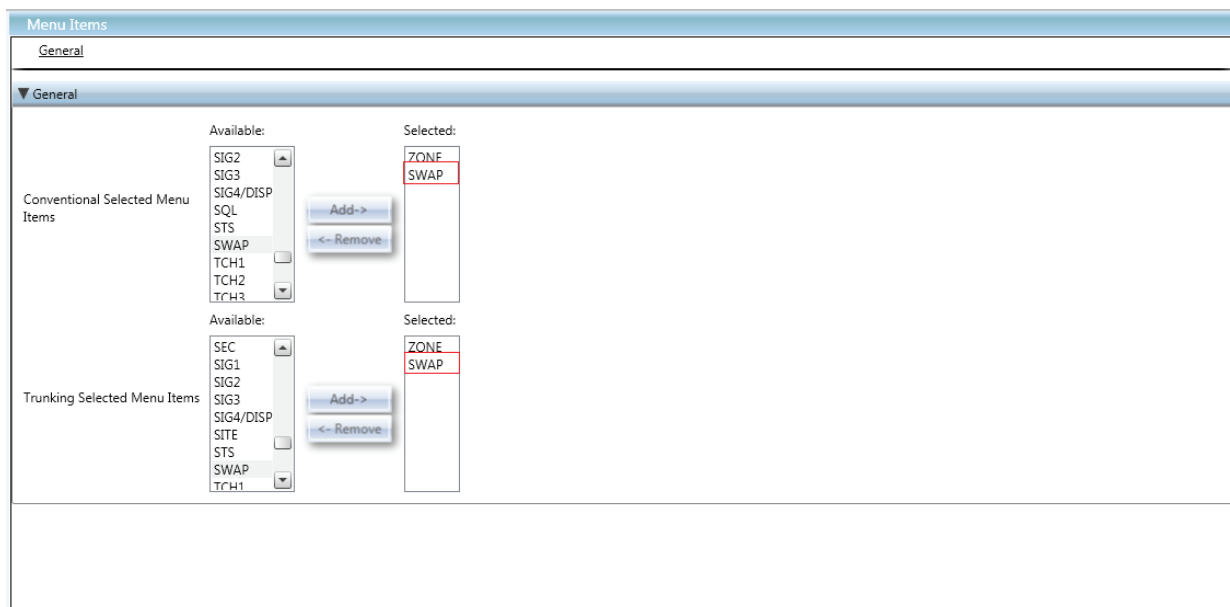 Menu Items
General
General
Available:
Selected:
Conventional Selected Menu
Items
SIG2
SIG3
SIG4/DISP
SQL
STS
SWAP
TCH1
TCH2
TCH3
Add->
<- Remove
ZONE
SWAP
Available:
Selected:
Trunking Selected Menu Items
SEC
SIG1
SIG2
SIG3
SIG4/DISP
SITE
STS
SWAP
TCH1
Add->
<- Remove
ZONE
SWAP